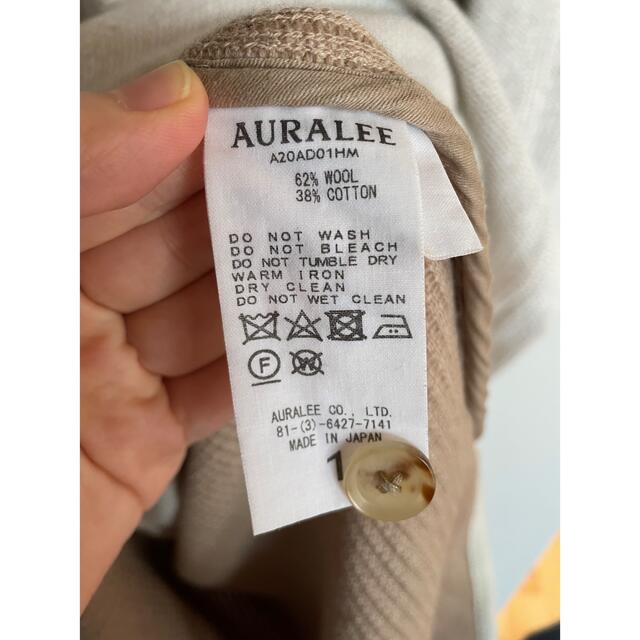 AURALEE
A20AD01HM
62% WOOL
38% COTTON
DO NOT WASH
DO NOT BLEACH
DO NOT TUMBLE DRY
WARM IRON
DRY CLEAN
DO NOT WET CLEAN
F W
AURALEE CO., LTD.
81-(3)-6427-7141
MADE IN JAPAN
1